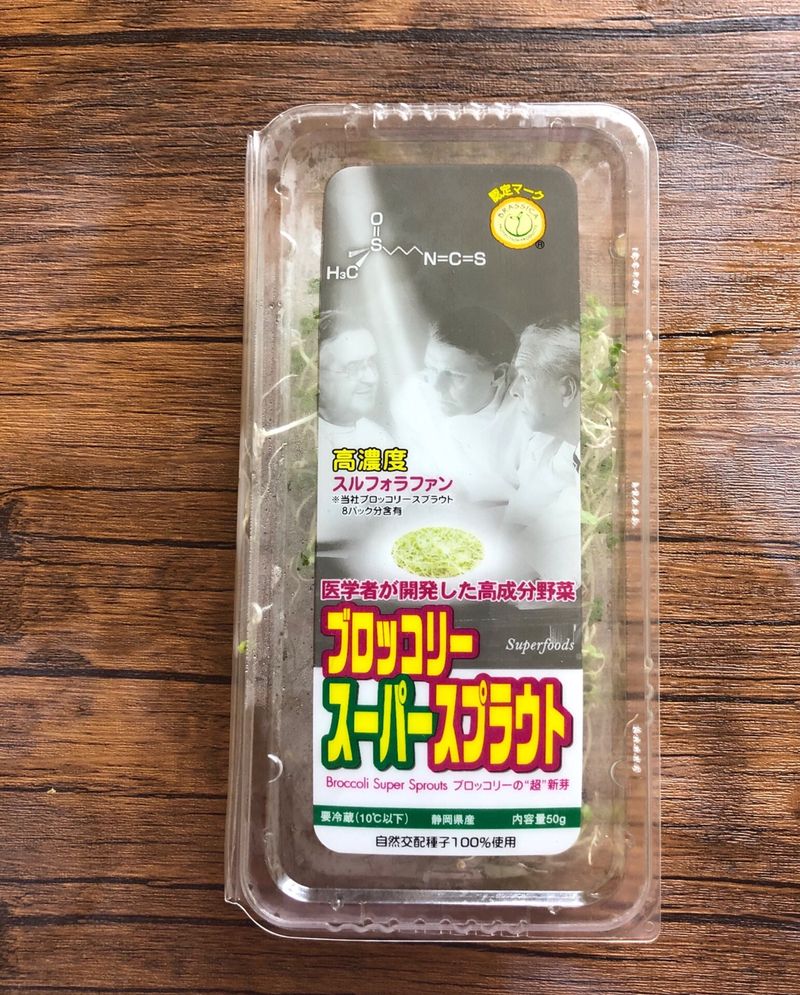 認定マーク
BRASSICA
®
O
S
H₃C
N=C=S
高濃度
スルフォラファン
※当社ブロッコリースプラウト
8パック分含有
医学者が開発した高成分野菜
ブロッコリー
Superfoods
スーパースプラウト
Broccoli Super Sprouts ブロッコリーの“超”新芽
要冷蔵(10℃以下) 静岡県産 内容量50g
自然交配種子100%使用